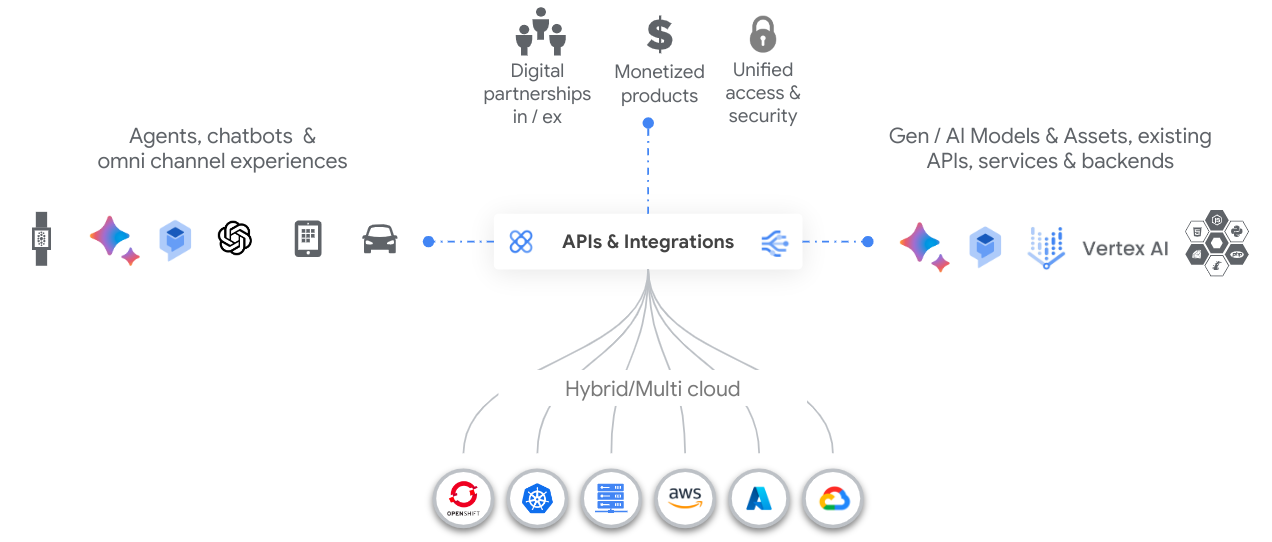 Digital
partnerships
in / ex
Monetized
products
Unified
access &
security
Agents, chatbots &
omni channel experiences
Gen / AI Models & Assets, existing
APIs, services & backends
APIs & Integrations
Vertex AI
Hybrid/Multi cloud
OPENSHIFT
aws